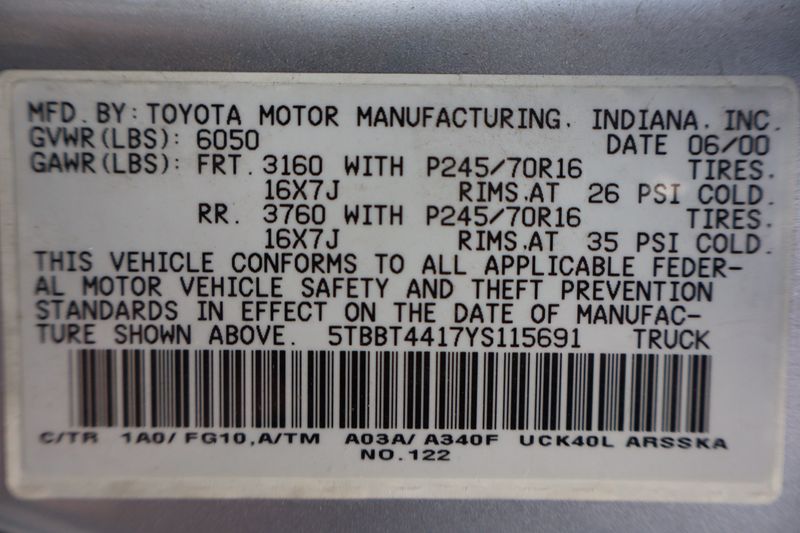 MFD. BY: TOYOTA MOTOR MANUFACTURING. INDIANA. INC.
GVWR(LBS): 6050 DATE 06/00
GAWR(LBS): FRT. 3160 WITH P245/70R16 TIRES.
16X7J RIMS.AT 26 PSI COLD.
RR. 3760 WITH P245/70R16 TIRES.
16X7J RIMS.AT 35 PSI COLD.
THIS VEHICLE CONFORMS TO ALL APPLICABLE FEDER-
AL MOTOR VEHICLE SAFETY AND THEFT PREVENTION
STANDARDS IN EFFECT ON THE DATE OF MANUFAC-
TURE SHOWN ABOVE. 5TBBT4417YS115691 TRUCK
C/TR 1A0/ FG10,A/TM A03A/ A340F UCK40L ARSSKA
NO.122